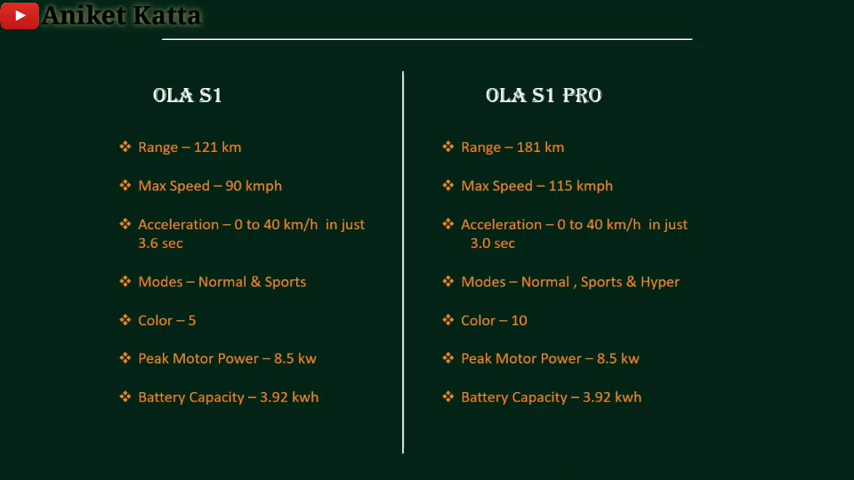 Aniket Katta
OLA S1
❖ Range – 121 km
❖ Max Speed – 90 kmph
❖ Acceleration – 0 to 40 km/h in just
3.6 sec
❖ Modes – Normal & Sports
❖ Color – 5
❖ Peak Motor Power – 8.5 kw
❖ Battery Capacity – 3.92 kwh
OLA S1 PRO
❖ Range – 181 km
❖ Max Speed – 115 kmph
❖ Acceleration – 0 to 40 km/h in just
3.0 sec
❖ Modes – Normal , Sports & Hyper
❖ Color – 10
❖ Peak Motor Power – 8.5 kw
❖ Battery Capacity – 3.92 kwh